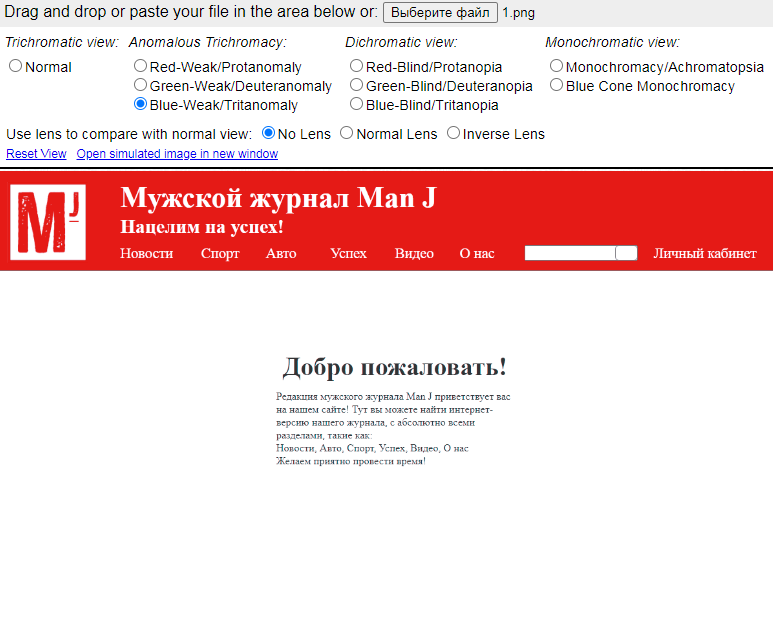 Drag and drop or paste your file in the area below or: Выберите файл 1.png
Trichromatic view: Anomalous Trichromacy: Dichromatic view: Monochromatic view:
Normal Red-Weak/Protanomaly Red-Blind/Protanopia Monochromacy/Achromatopsia
Green-Weak/Deuteranomaly Green-Blind/Deuteranopia Blue Cone Monochromacy
Blue-Weak/Tritanomaly Blue-Blind/Tritanopia
Use lens to compare with normal view: No Lens Normal Lens Inverse Lens
Reset View Open simulated image in new window
MJ
Мужской журнал Man J
Нацелим на успех!
Новости Спорт Авто Успех Видео О нас Личный кабинет
Добро пожаловать!
Редакция мужского журнала Man J приветствует вас
на нашем сайте! Тут вы можете найти интернет-
версию нашего журнала, с абсолютно всеми
разделами, такие как:
Новости, Авто, Спорт, Успех, Видео, О нас
Желаем приятно провести время!